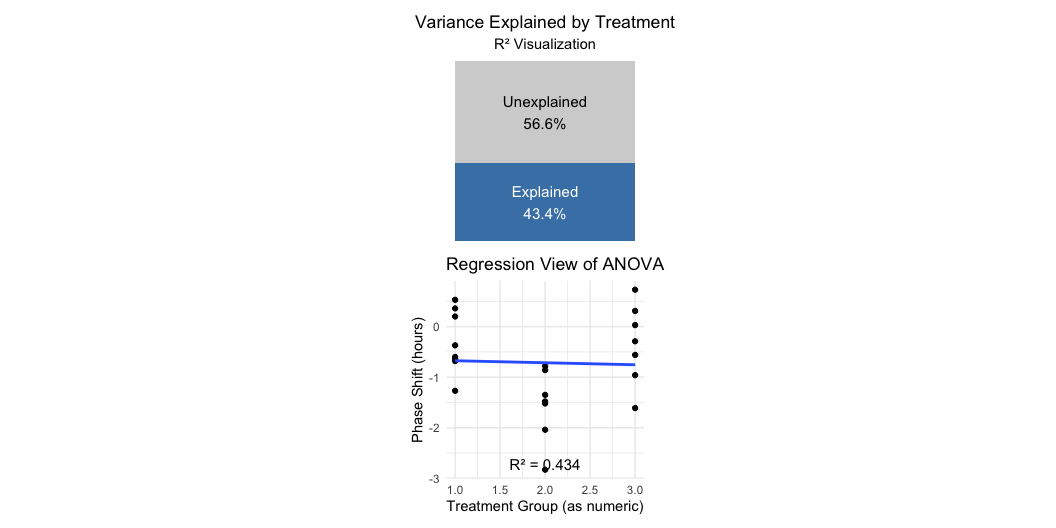 Variance Explained by Treatment
R² Visualization
Unexplained
56.6%
Explained
43.4%
Regression View of ANOVA
Phase Shift (hours)
0
-1
-2
-3
R² = 0.434
1.0 1.5 2.0 2.5 3.0
Treatment Group (as numeric)